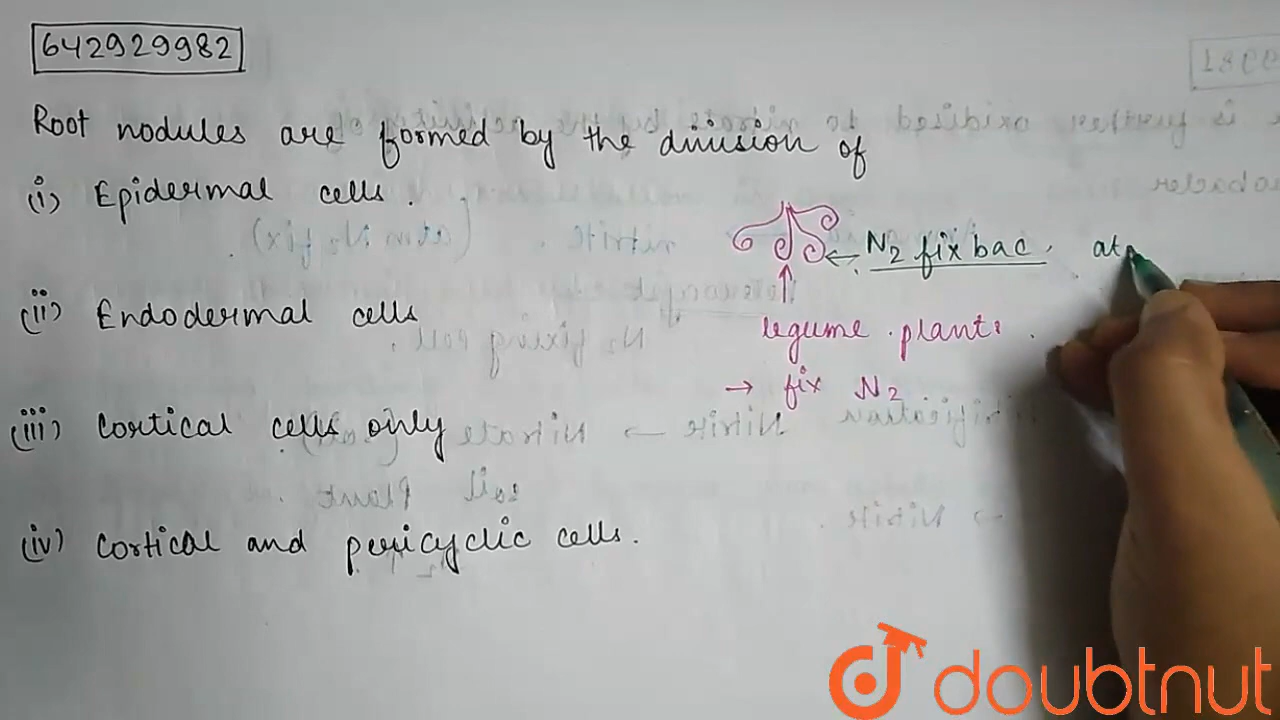 642929982
Root nodules are formed by the division of
(i) Epidermal cells.
N2 fix bac. at
(ii) Endodermal cells
legume plants.
→ fix N2
(iii) Cortical cells only
(iv) Cortical and pericyclic cells.
doubtnut